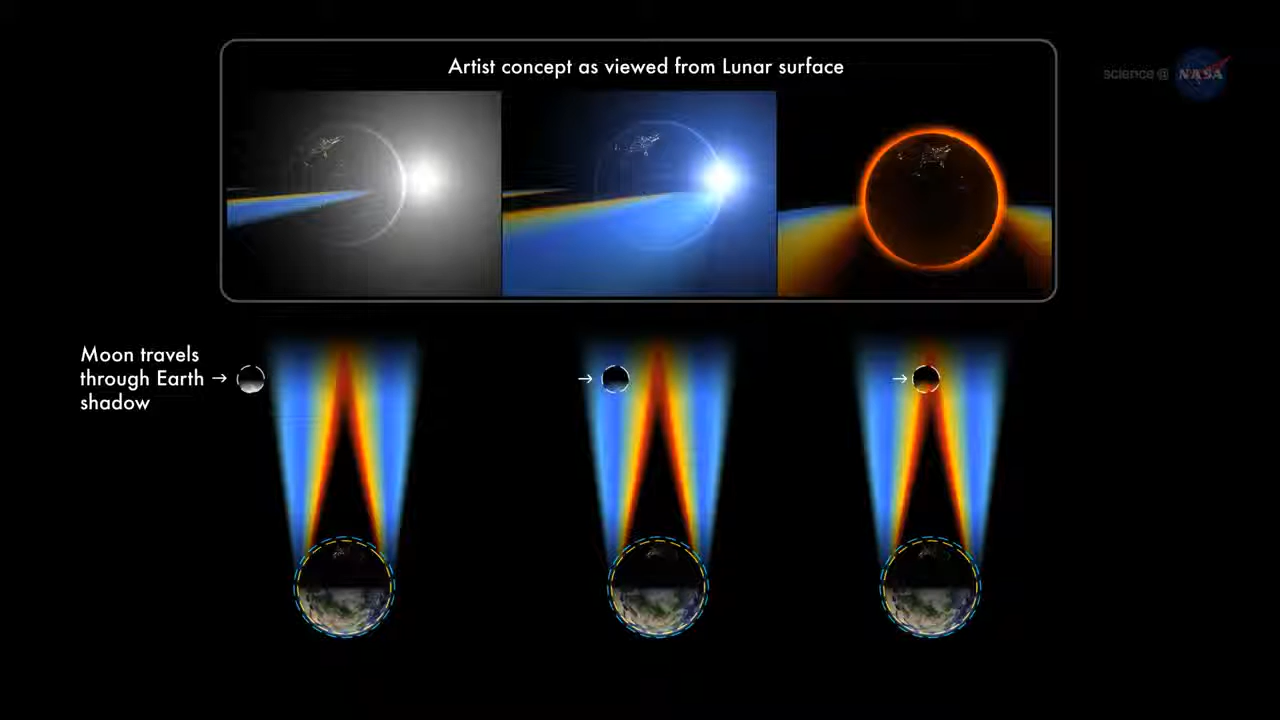 Artist concept as viewed from Lunar surface
science@ NASA
Moon travels
through Earth →
shadow
→
→